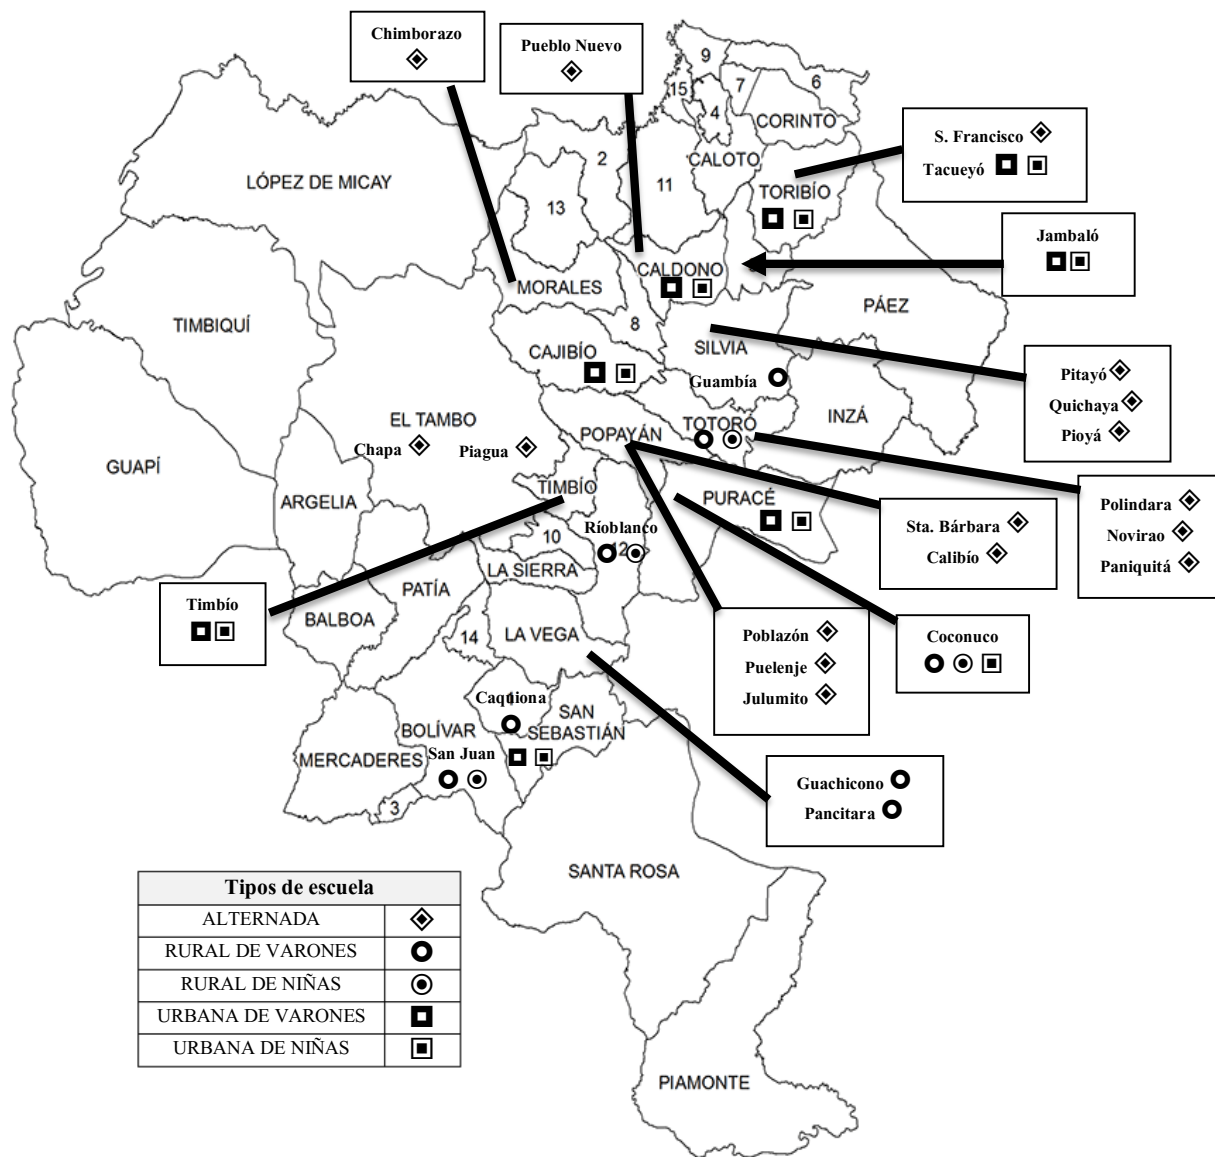 Chimborazo
Pueblo Nuevo
9
15
7
6
4
CORINTO
S. Francisco
Tacueyó
2
CALOTO
LÓPEZ DE MICAY
11
TORIBÍO
13
Jambaló
CALDONO
MORALES
PÁEZ
TIMBIQUÍ
8
SILVIA
CAJIBÍO
Guambía
Pitayó
Quichaya
Pioyá
EL TAMBO
INZÁ
TOTORÓ
POPAYÁN
Chapa
Piagua
GUAPÍ
TIMBÍO
ARGELIA
PURACÉ
Polindara
Novirao
Paniquitá
Sta. Bárbara
Calibío
Ríoblanco
10
12
LA SIERRA
PATÍA
Timbío
BALBOA
LA VEGA
14
Poblazón
Puelenje
Julumito
Coconuco
Caquiona
SAN
SEBASTIÁN
BOLÍVAR
MERCADERES
San Juan
3
Guachicono
Pancitara
SANTA ROSA
Tipos de escuela
ALTERNADA
RURAL DE VARONES
RURAL DE NIÑAS
URBANA DE VARONES
URBANA DE NIÑAS
PIAMONTE